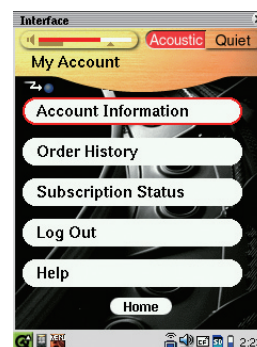 Interface
Acoustic Quiet
My Account
Account Information
Order History
Subscription Status
Log Out
Help
Home